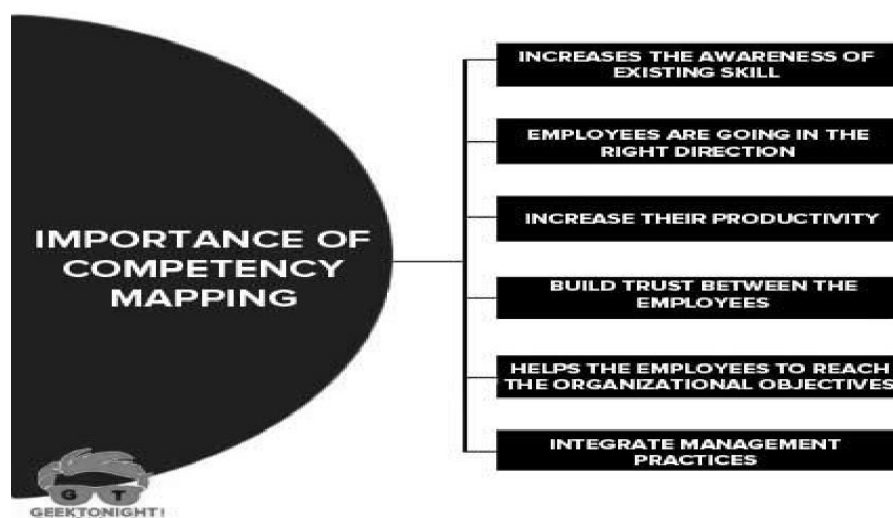 IMPORTANCE OF
COMPETENCY
MAPPING
INCREASES THE AWARENESS OF
EXISTING SKILL
EMPLOYEES ARE GOING IN THE
RIGHT DIRECTION
INCREASE THEIR PRODUCTIVITY
BUILD TRUST BETWEEN THE
EMPLOYEES
HELPS THE EMPLOYEES TO REACH
THE ORGANIZATIONAL OBJECTIVES
INTEGRATE MANAGEMENT
PRACTICES
G T
GEEKTONIGHT!